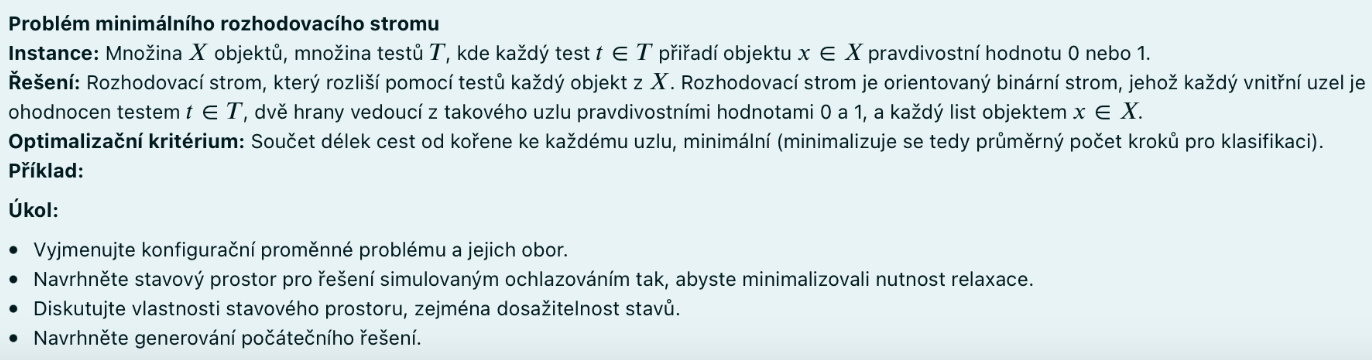 Problém minimálního rozhodovacího stromu
Instance: Množina X objektů, množina testů T, kde každý test t ∈ T přiřadí objektu x ∈ X pravdivostní hodnotu 0 nebo 1.
Řešení: Rozhodovací strom, který rozliší pomocí testů každý objekt z X. Rozhodovací strom je orientovaný binární strom, jehož každý vnitřní uzel je
ohodnocen testem t ∈ T, dvě hrany vedoucí z takového uzlu pravdivostními hodnotami 0 a 1, a každý list objektem x ∈ X.
Optimalizační kritérium: Součet délek cest od kořene ke každému uzlu, minimální (minimalizuje se tedy průměrný počet kroků pro klasifikaci).
Příklad:
Úkol:
• Vyjmenujte konfigurační proměnné problému a jejich obor.
• Navrhněte stavový prostor pro řešení simulovaným ochlazováním tak, abyste minimalizovali nutnost relaxace.
• Diskutujte vlastnosti stavového prostoru, zejména dosažitelnost stavů.
• Navrhněte generování počátečního řešení.